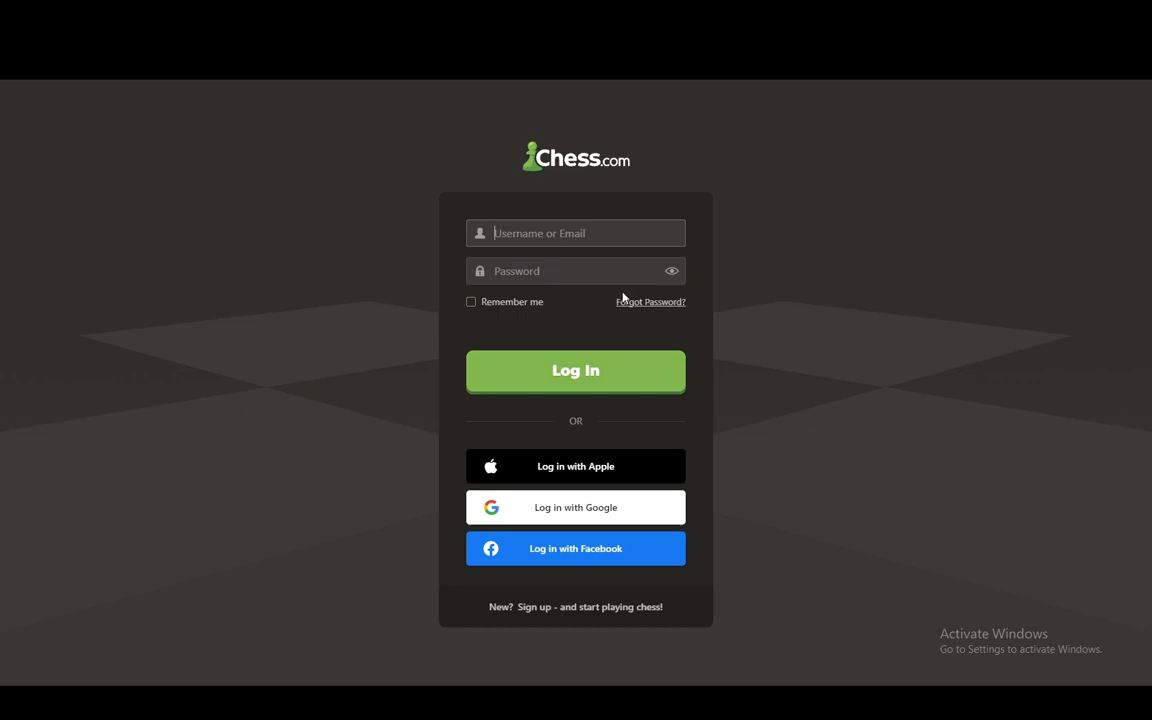 Chess.com
Username or Email
Password
Remember me
Forgot Password?
Log In
OR
Log in with Apple
Log in with Google
Log in with Facebook
New? Sign up - and start playing chess!
Activate Windows
Go to Settings to activate Windows.